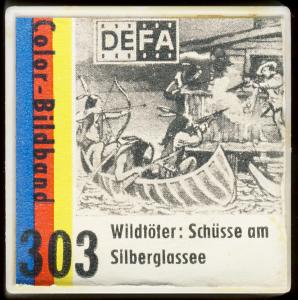 DEFA
Color-Bildband
303
Wildtöter: Schüsse am
Silberglassee